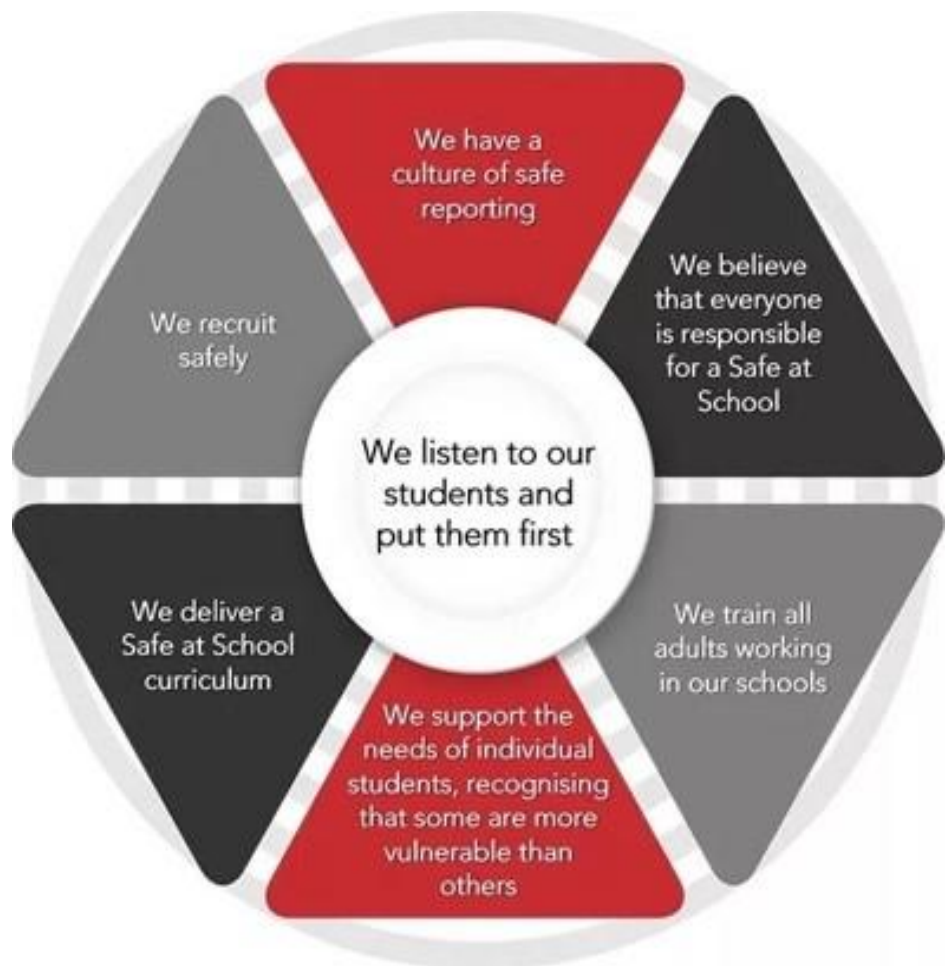 We have a
culture of safe
reporting
We believe
that everyone
is responsible
for a Safe at
School
We train all
adults working
in our schools
We support the
needs of individual
students, recognising
that some are more
vulnerable than
others
We deliver a
Safe at School
curriculum
We recruit
safely
We listen to our
students and
put them first